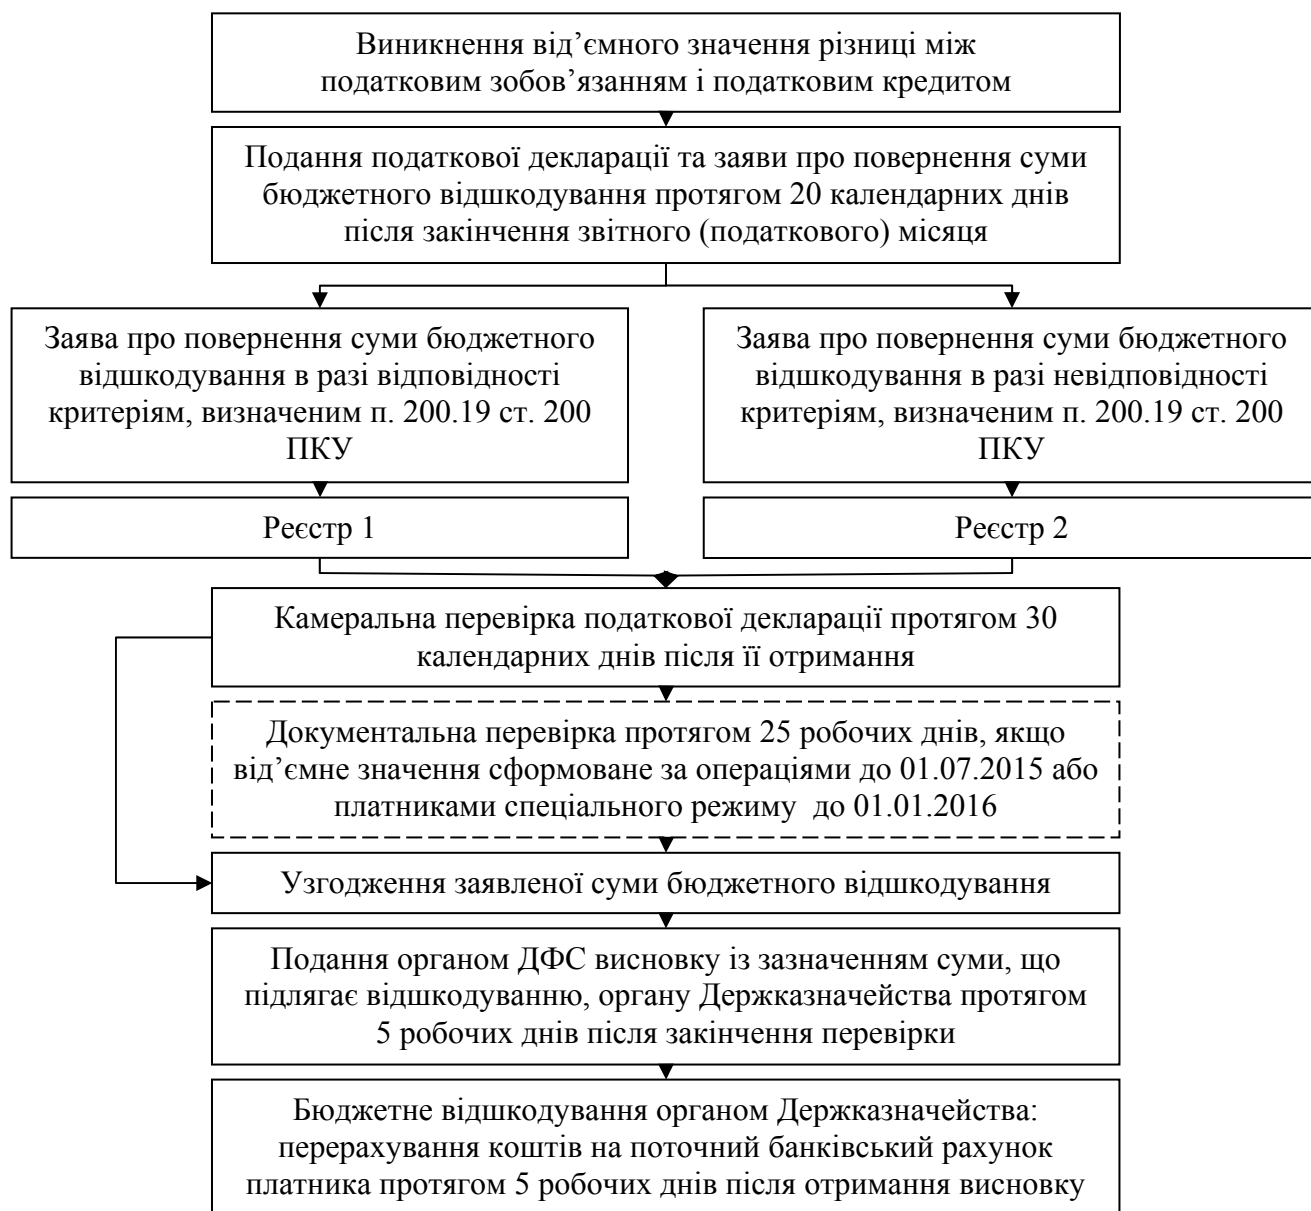 Виникнення від’ємного значення різниці між
податковим зобов’язанням і податковим кредитом
Подання податкової декларації та заяви про повернення суми
бюджетного відшкодування протягом 20 календарних днів
після закінчення звітного (податкового) місяця
Заява про повернення суми бюджетного
відшкодування в разі відповідності
критеріям, визначеним п. 200.19 ст. 200
ПКУ
Заява про повернення суми бюджетного
відшкодування в разі невідповідності
критеріям, визначеним п. 200.19 ст. 200
ПКУ
Реєстр 1
Реєстр 2
Камеральна перевірка податкової декларації протягом 30
календарних днів після її отримання
Документальна перевірка протягом 25 робочих днів, якщо
від’ємне значення сформоване за операціями до 01.07.2015 або
платниками спеціального режиму до 01.01.2016
Узгодження заявленої суми бюджетного відшкодування
Подання органом ДФС висновку із зазначенням суми, що
підлягає відшкодуванню, органу Держказначейства протягом
5 робочих днів після закінчення перевірки
Бюджетне відшкодування органом Держказначейства:
перерахування коштів на поточний банківський рахунок
платника протягом 5 робочих днів після отримання висновку